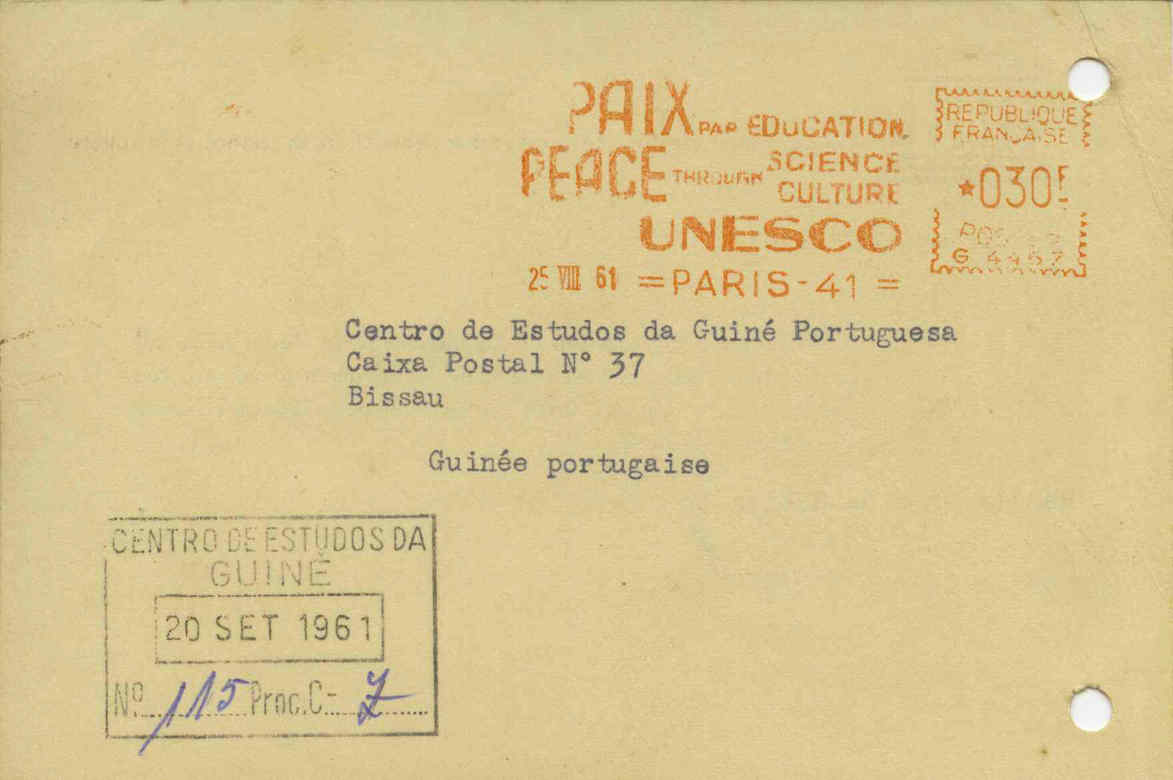 PAIX PAR EDUCATION
PEACE THROUGH SCIENCE
CULTURE
UNESCO
25 VIII 61 =PARIS-41=
REPUBLIQUE
FRANÇAISE
*030F
G 4457
Centro de Estudos da Guiné Portuguesa
Caixa Postal N° 37
Bissau
Guinée portugaise
CENTRO DE ESTUDOS DA
GUINÉ
20 SET 1961
Nº 115 Proc.C- 7